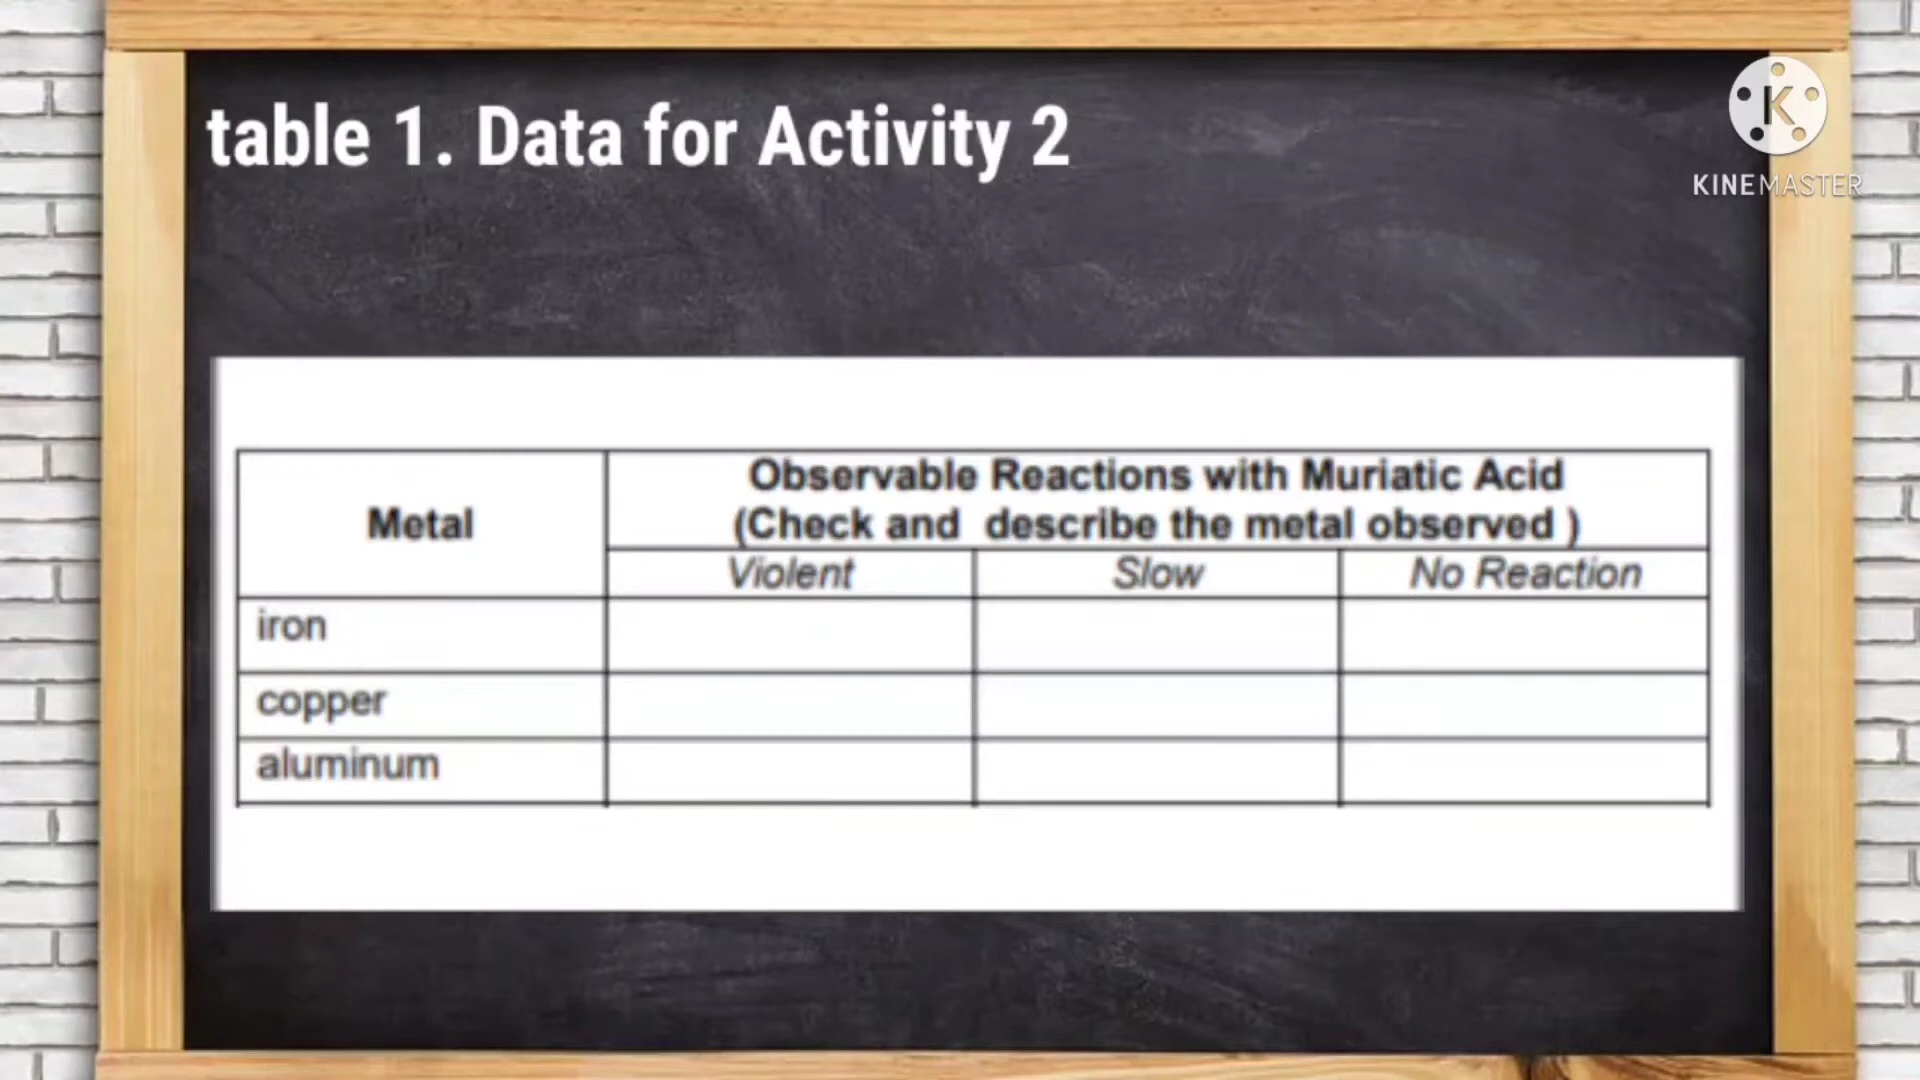 table 1. Data for Activity 2
K
KINEMASTER
Metal
Observable Reactions with Muriatic Acid
(Check and describe the metal observed )
Violent
Slow
No Reaction
iron
copper
aluminum